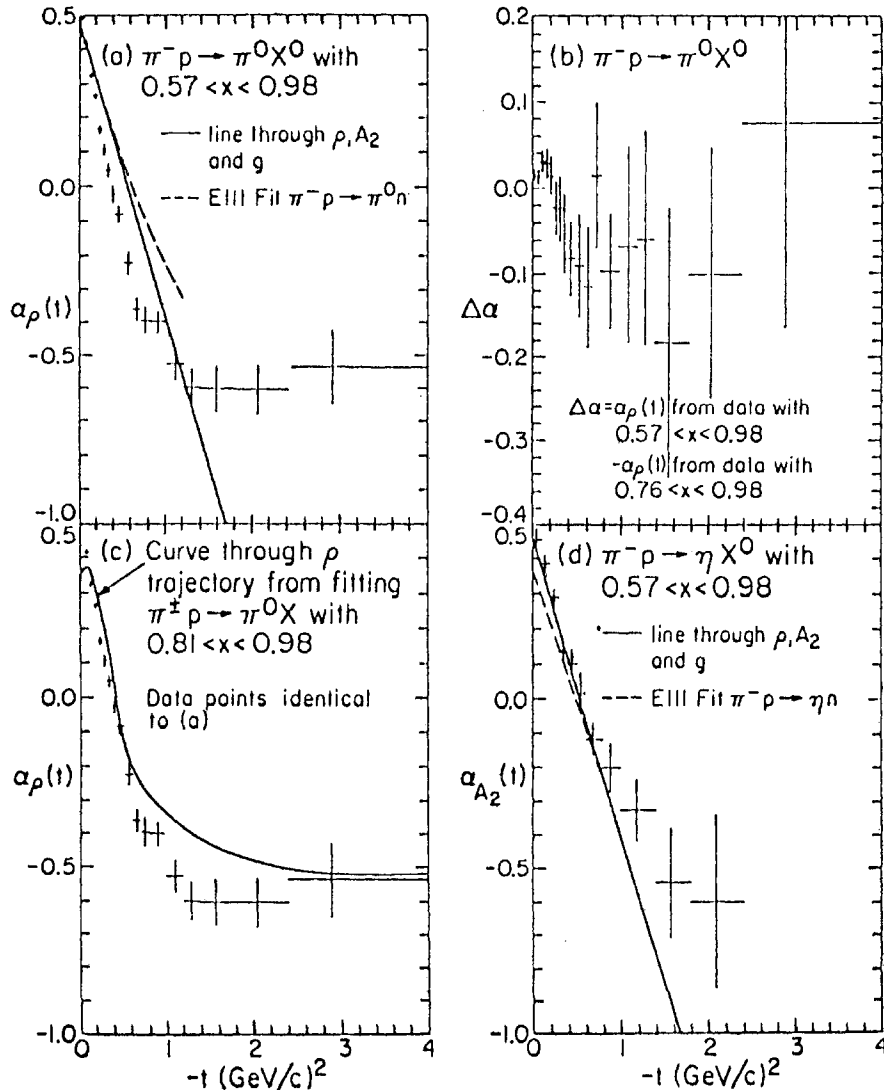 (a) π⁻p → π⁰X⁰ with
0.57 < x < 0.98
— line through ρ, A₂
and g
--- EIII Fit π⁻p → π⁰n
0.5
0.0
α_ρ(t)
-0.5
-1.0
(b) π⁻p → π⁰X⁰
0.2
0.1
0.0
-0.1
Δα
-0.2
-0.3
-0.4
Δα = α_ρ(t) from data with
0.57 < x < 0.98
-α_ρ(t) from data with
0.76 < x < 0.98
(c) Curve through ρ
trajectory from fitting
π±p → π⁰X with
0.81 < x < 0.98
Data points identical
to (a)
0.0
α_ρ(t)
-0.5
-1.0
0 1 2 3 4
-t (GeV/c)²
(d) π⁻p → η X⁰ with
0.57 < x < 0.98
— line through ρ, A₂
and g
--- EIII Fit π⁻p → ηn
0.5
0.0
α_A₂(t)
-0.5
-1.0
0 1 2 3 4
-t (GeV/c)²